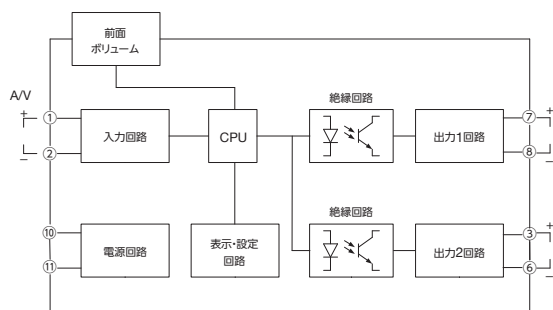 前面
ボリューム
A/V
絶縁回路
+
①
入力回路
CPU
出力1回路
⑦
+
②
−
⑧
−
絶縁回路
⑩
電源回路
表示・設定
回路
出力2回路
③
+
⑪
⑥
−